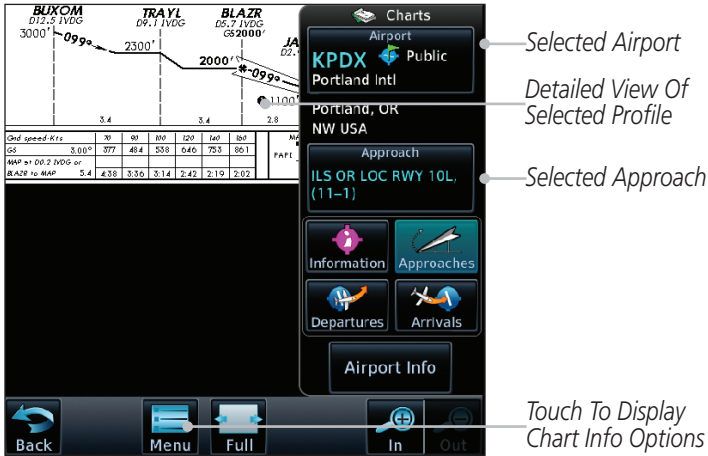 BUXOM TRAYL BLAZR
D12.5 IVDG D9.1 IVDG D5.7 IVDG
3000' 099° GS2000'
2300' JA
2000' D2.
099°
1100'
3.4 3.4 2.8
Gnd speed-Kts 70 90 100 120 140 160
GS 3.00° 377 484 538 646 753 861
MAP at D0.2 IVDG or
BLAZR to MAP 5.4 4:38 3:36 3:14 2:42 2:19 2:02
PAPI
Charts
Airport
KPDX Public
Portland Intl
Portland, OR
NW USA
Approach
ILS OR LOC RWY 10L,
(11–1)
Information Approaches
Departures Arrivals
Airport Info
Back Menu Full In Out
Selected Airport
Detailed View Of
Selected Profile
Selected Approach
Touch To Display
Chart Info Options